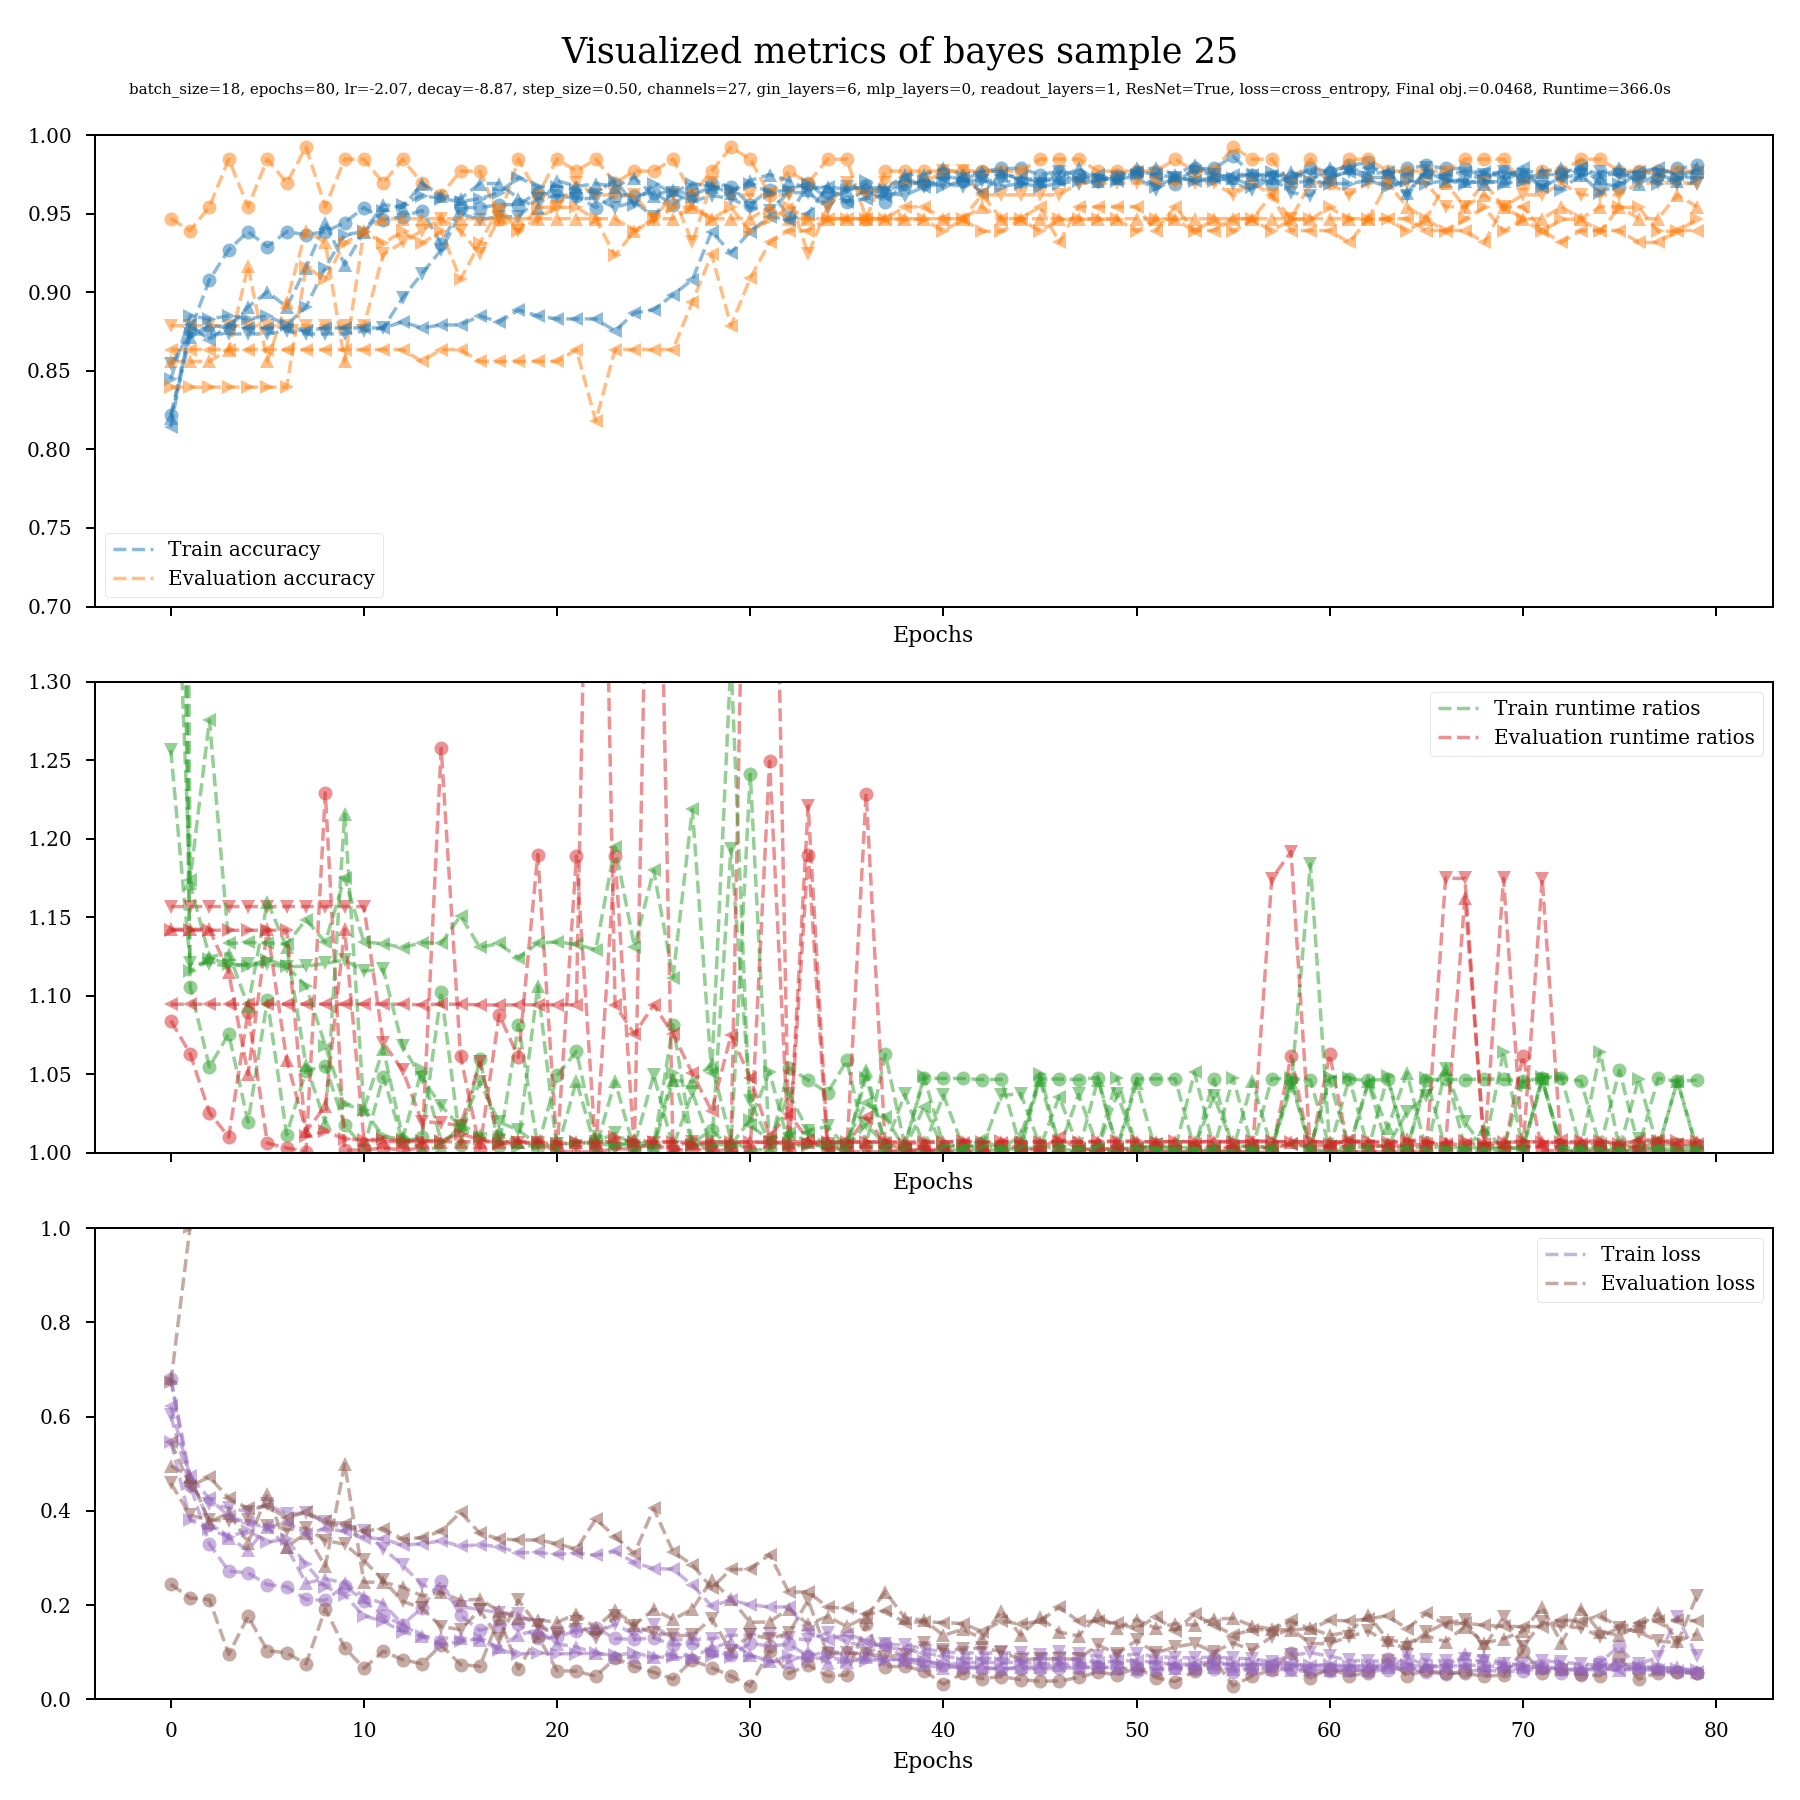 Visualized metrics of bayes sample 25
batch_size=18, epochs=80, lr=-2.07, decay=-8.87, step_size=0.50, channels=27, gin_layers=6, mlp_layers=0, readout_layers=1, ResNet=True, loss=cross_entropy, Final obj.=0.0468, Runtime=366.0s
1.00
0.95
0.90
0.85
0.80
0.75
0.70
Train accuracy
Evaluation accuracy
Epochs
1.30
1.25
1.20
1.15
1.10
1.05
1.00
Train runtime ratios
Evaluation runtime ratios
Epochs
1.0
0.8
0.6
0.4
0.2
0.0
Train loss
Evaluation loss
0 10 20 30 40 50 60 70 80
Epochs